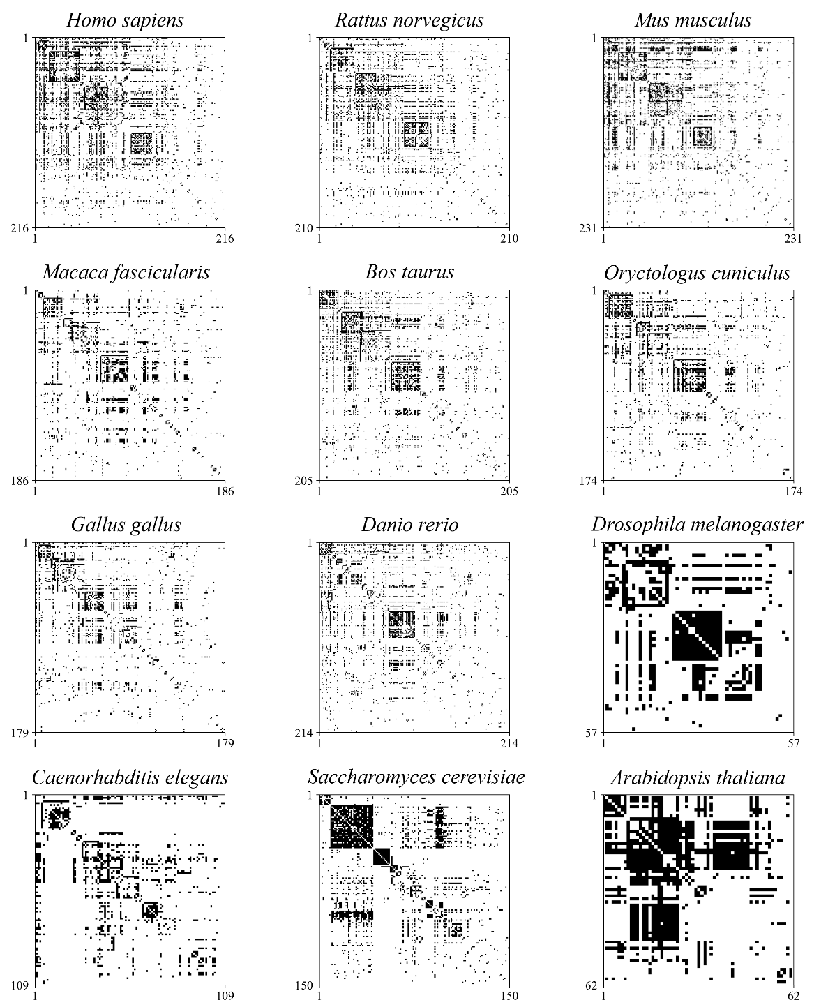 Homo sapiens Rattus norvegicus Mus musculus
1 1 1
216 210 231
1 216 1 210 1 231
Macaca fascicularis Bos taurus Oryctologus cuniculus
1 1 1
186 205 174
1 186 1 205 1 174
Gallus gallus Danio rerio Drosophila melanogaster
1 1 1
179 214 57
1 179 1 214 1 57
Caenorhabditis elegans Saccharomyces cerevisiae Arabidopsis thaliana
1 1 1
109 150 62
1 109 1 150 1 62